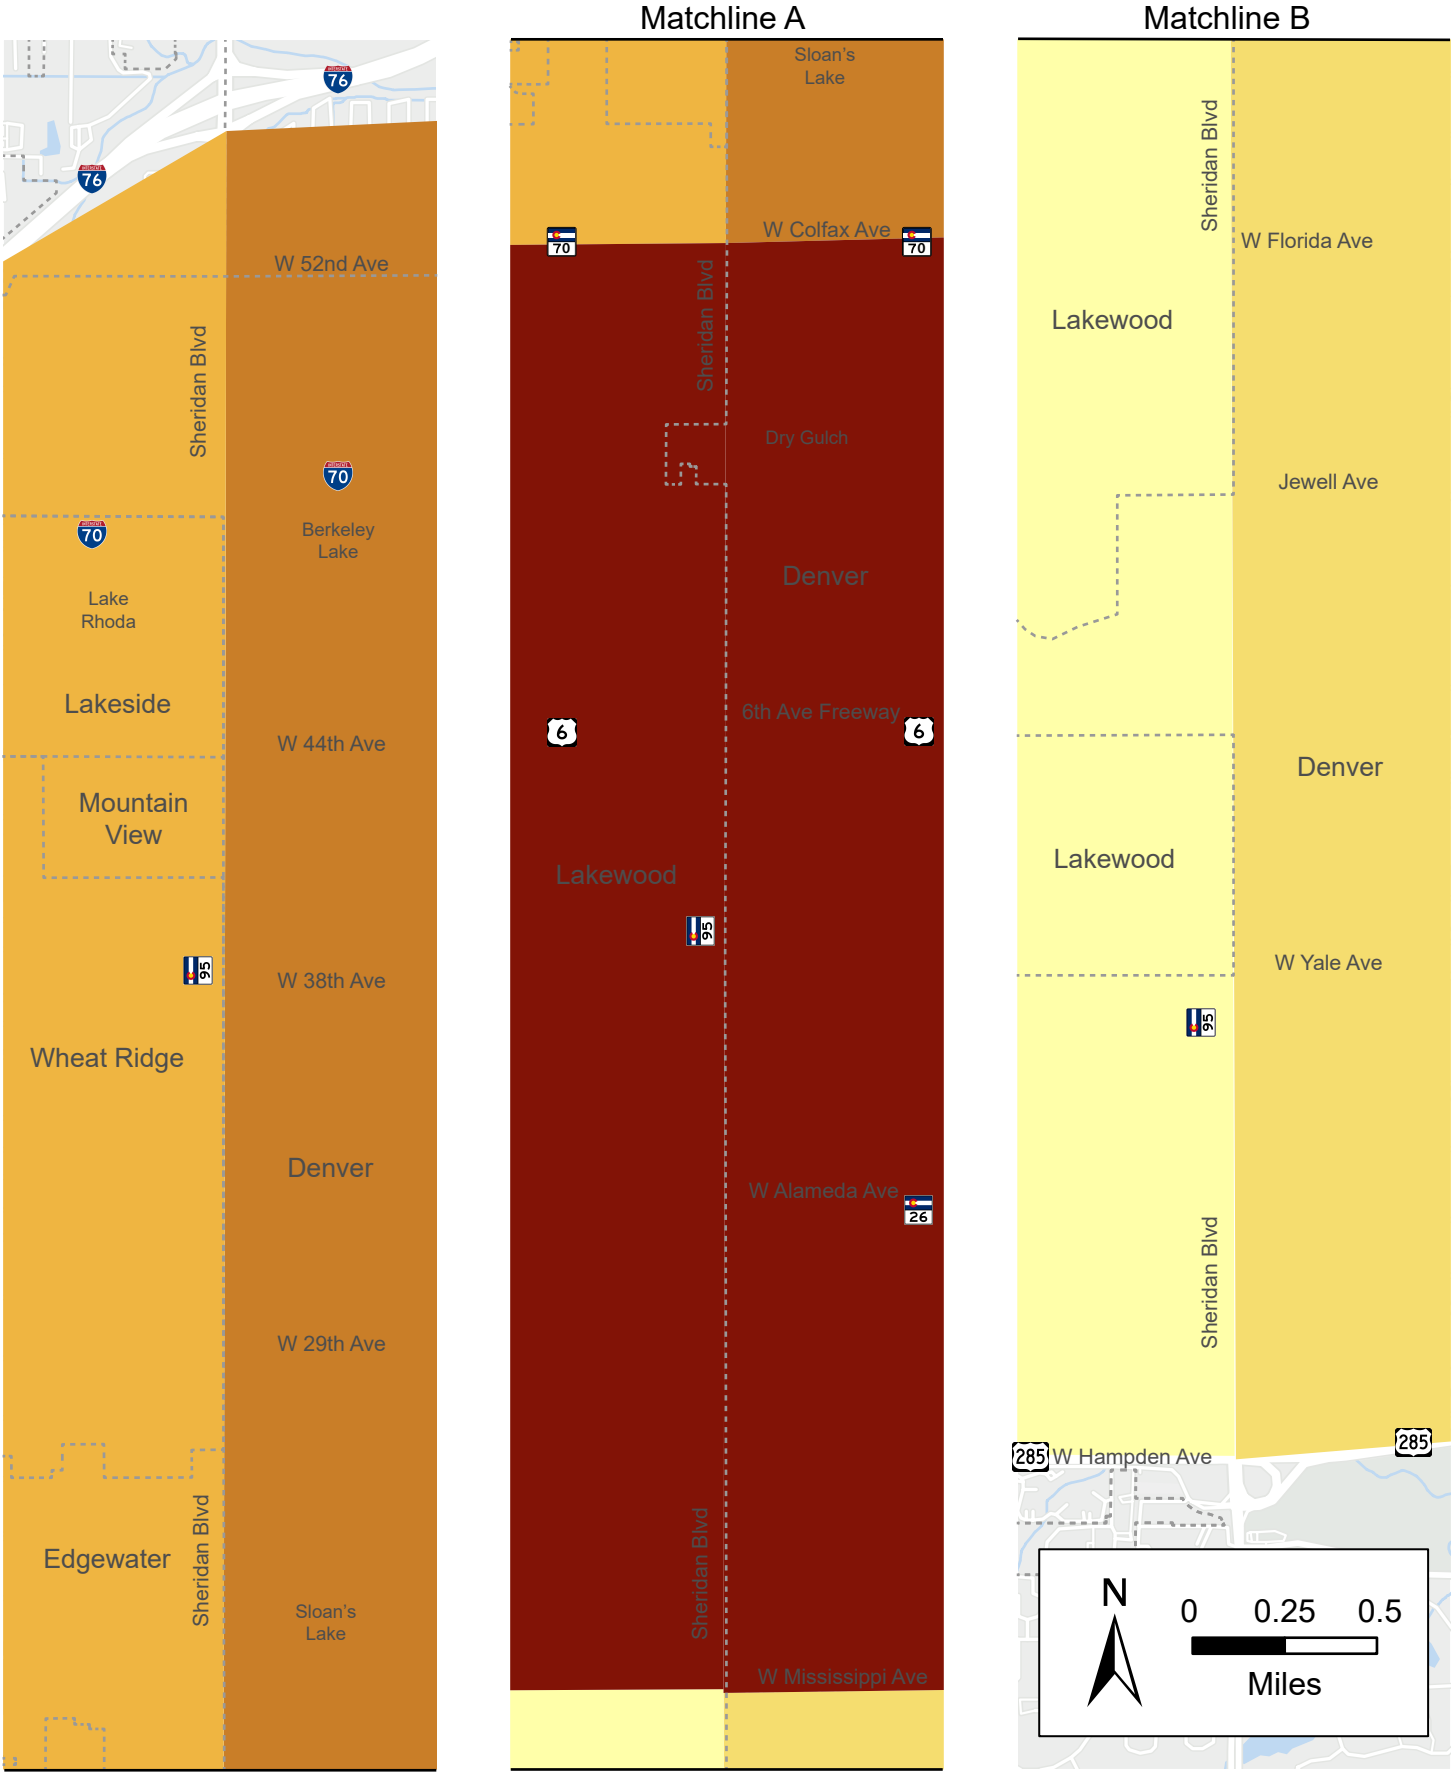 Matchline A
Matchline B
76
76
W 52nd Ave
Sheridan Blvd
70
70
Berkeley
Lake
Lake
Rhoda
Lakeside
W 44th Ave
Mountain
View
95
W 38th Ave
Wheat Ridge
Denver
W 29th Ave
Edgewater
Sheridan Blvd
Sloan's
Lake
Sloan's
Lake
W Colfax Ave
70
70
Sheridan Blvd
Dry Gulch
Denver
6th Ave Freeway
6
6
Lakewood
95
W Alameda Ave
26
Sheridan Blvd
W Mississippi Ave
Sheridan Blvd
W Florida Ave
Lakewood
Jewell Ave
Denver
Lakewood
W Yale Ave
95
Sheridan Blvd
285
W Hampden Ave
285
N
0 0.25 0.5
Miles